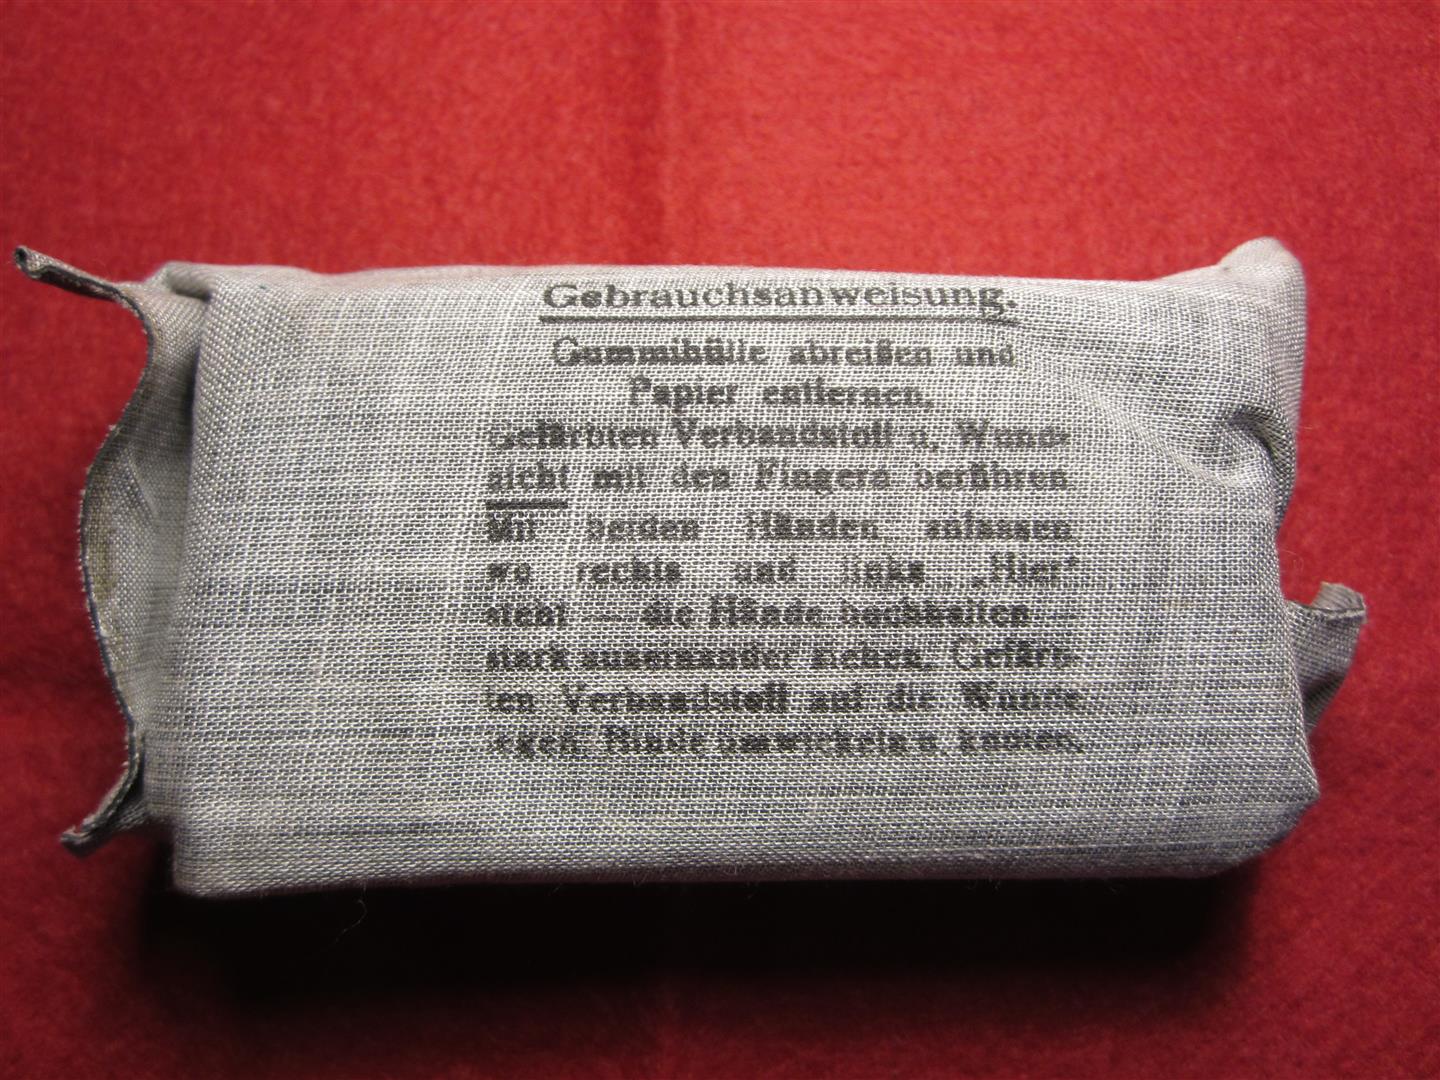 Gebrauchsanweisung.
Gummihülle abreißen und
Papier entfernen.
Gefärbten Verbandstoff u. Wunde
nicht mit den Fingern berühren
Mit beiden Händen anfassen
wo rechts und links „Hier“
steht — die Hände hochhalten —
stark auseinander ziehen. Gefärb-
ten Verbandstoff auf die Wunde
legen, Binde umwickeln u. knoten.